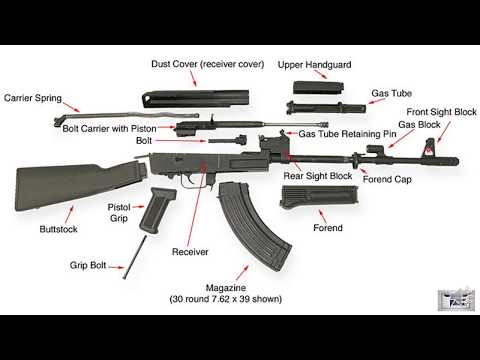 Dust Cover (receiver cover)
Upper Handguard
Gas Tube
Carrier Spring
Front Sight Block
Gas Block
Bolt Carrier with Piston
Gas Tube Retaining Pin
Bolt
Rear Sight Block
Forend Cap
Pistol
Grip
Buttstock
Receiver
Forend
Grip Bolt
Magazine
(30 round 7.62 x 39 shown)